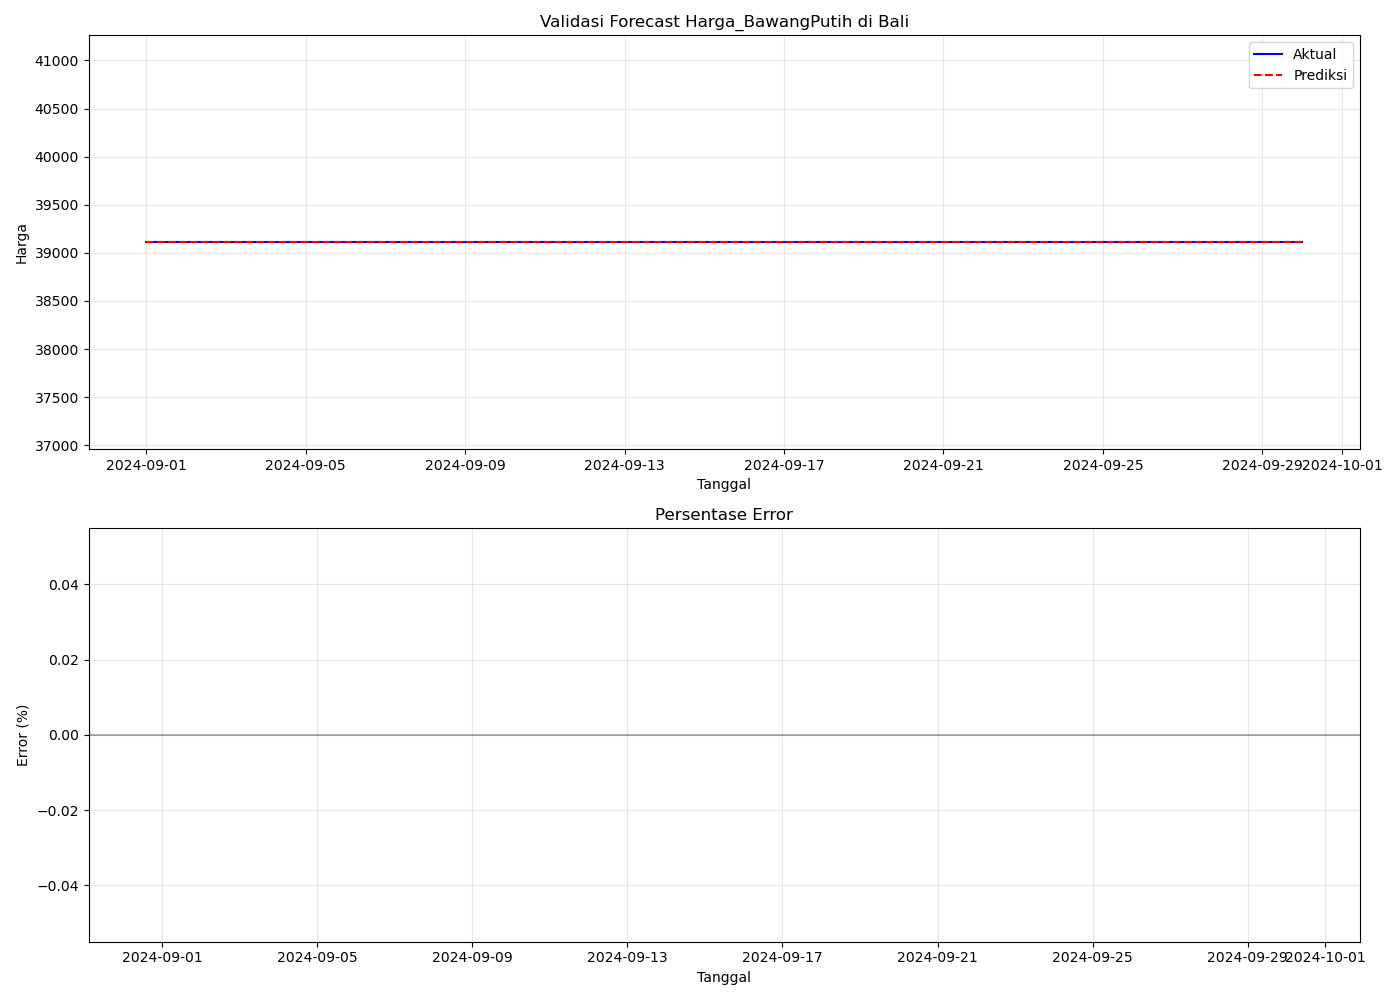 Validasi Forecast Harga_BawangPutih di Bali
Aktual
Prediksi
41000
40500
40000
39500
39000
38500
38000
37500
37000
Harga
2024-09-01 2024-09-05 2024-09-09 2024-09-13 2024-09-17 2024-09-21 2024-09-25 2024-09-29 2024-10-01
Tanggal
Persentase Error
0.04
0.02
0.00
−0.02
−0.04
Error (%)
2024-09-01 2024-09-05 2024-09-09 2024-09-13 2024-09-17 2024-09-21 2024-09-25 2024-09-29 2024-10-01
Tanggal